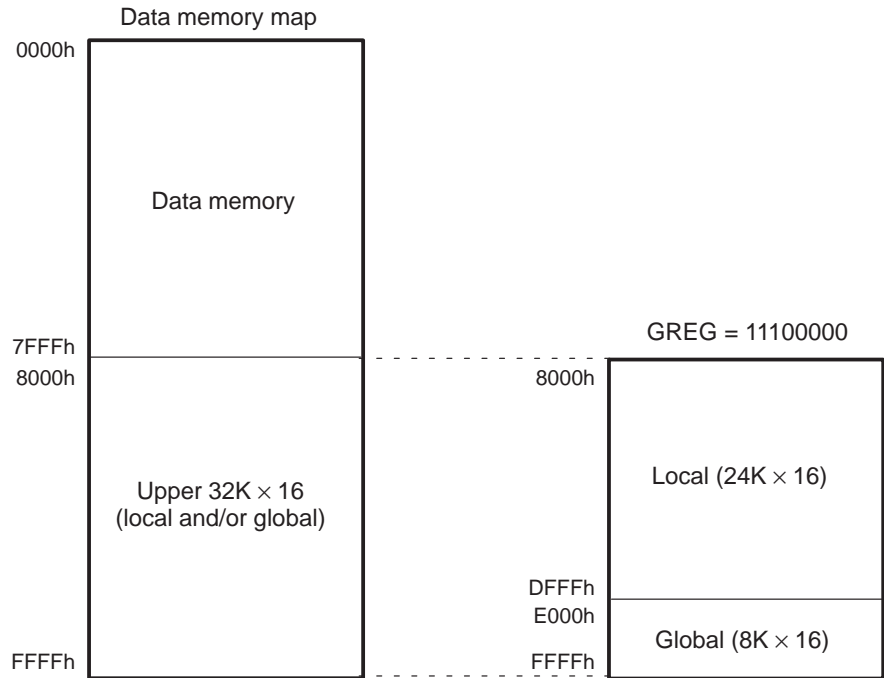 Data memory map
0000h
Data memory
7FFFh
8000h
Upper 32K × 16
(local and/or global)
FFFFh
GREG = 11100000
8000h
Local (24K × 16)
DFFFh
E000h
Global (8K × 16)
FFFFh